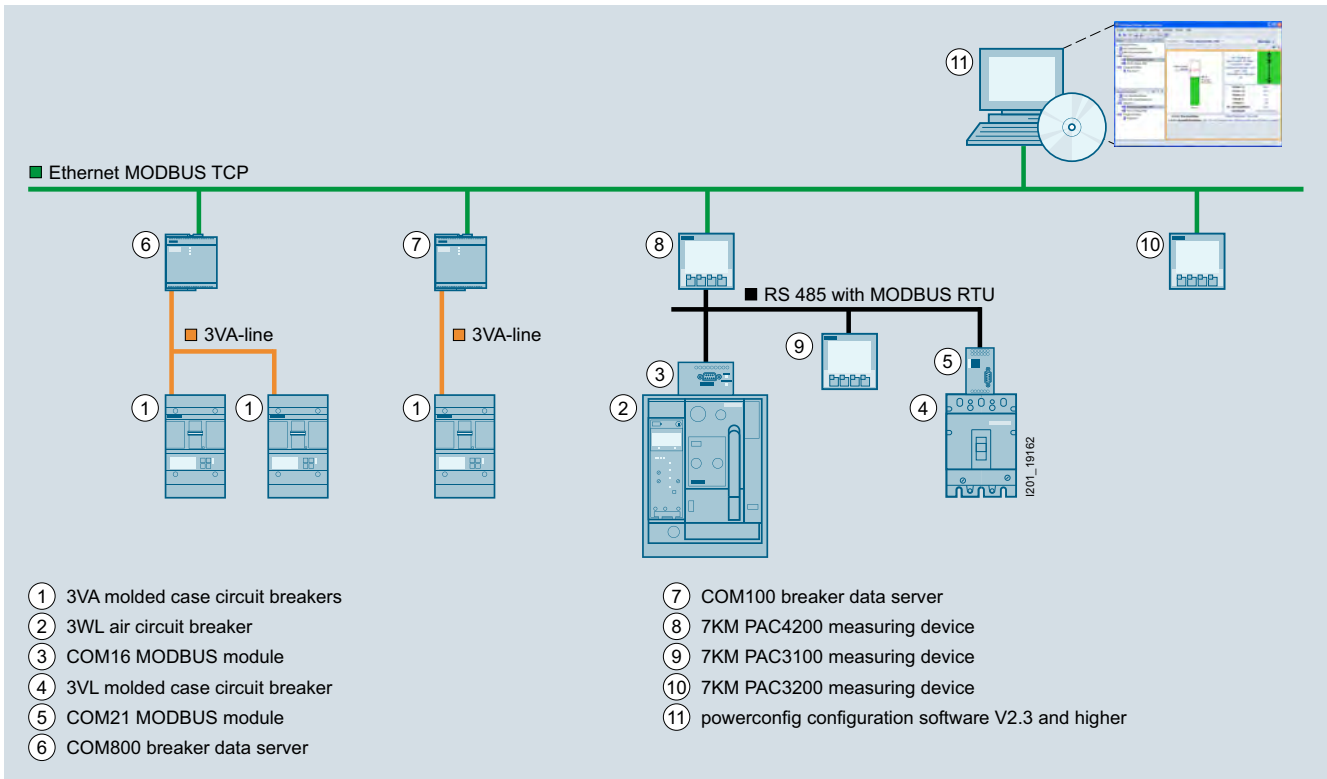 11
Ethernet MODBUS TCP
6
7
8
10
RS 485 with MODBUS RTU
3VA-line
3VA-line
9
5
3
1
1
1
2
4
I201_19162
1 3VA molded case circuit breakers
2 3WL air circuit breaker
3 COM16 MODBUS module
4 3VL molded case circuit breaker
5 COM21 MODBUS module
6 COM800 breaker data server
7 COM100 breaker data server
8 7KM PAC4200 measuring device
9 7KM PAC3100 measuring device
10 7KM PAC3200 measuring device
11 powerconfig configuration software V2.3 and higher